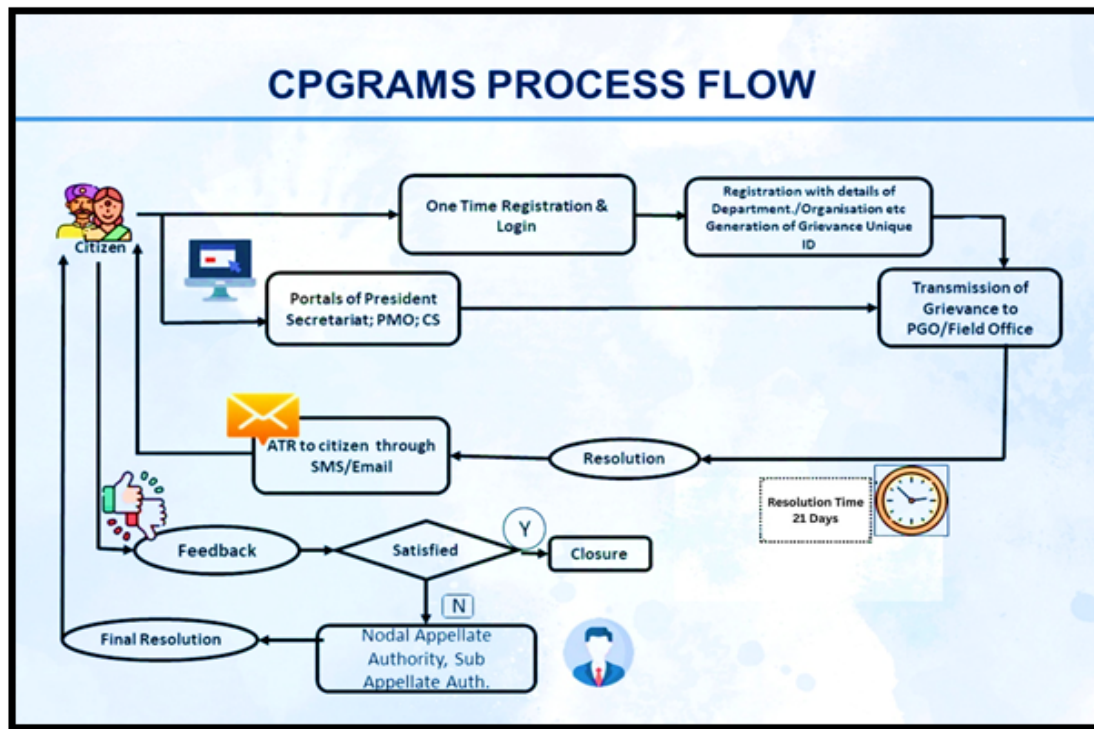 CPGRAMS PROCESS FLOW
Citizen
One Time Registration &
Login
Registration with details of
Department./Organisation etc
Generation of Grievance Unique
ID
Portals of President
Secretariat; PMO; CS
Transmission of
Grievance to
PGO/Field Office
ATR to citizen through
SMS/Email
Resolution
Resolution Time
21 Days
Feedback
Satisfied
Y
Closure
N
Final Resolution
Nodal Appellate
Authority, Sub
Appellate Auth.